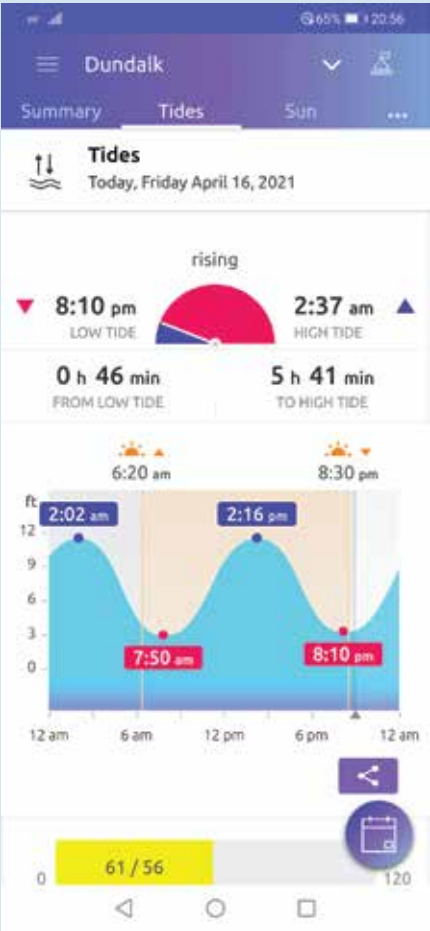 65% 20:56
Dundalk
Summary Tides Sun ...
Tides
Today, Friday April 16, 2021
rising
8:10 pm 2:37 am
LOW TIDE HIGH TIDE
0 h 46 min 5 h 41 min
FROM LOW TIDE TO HIGH TIDE
6:20 am 8:30 pm
ft
2:02 am 2:16 pm
12
9
6
3
7:50 am 8:10 pm
0
12 am 6 am 12 pm 6 pm 12 am
61 / 56
0 120